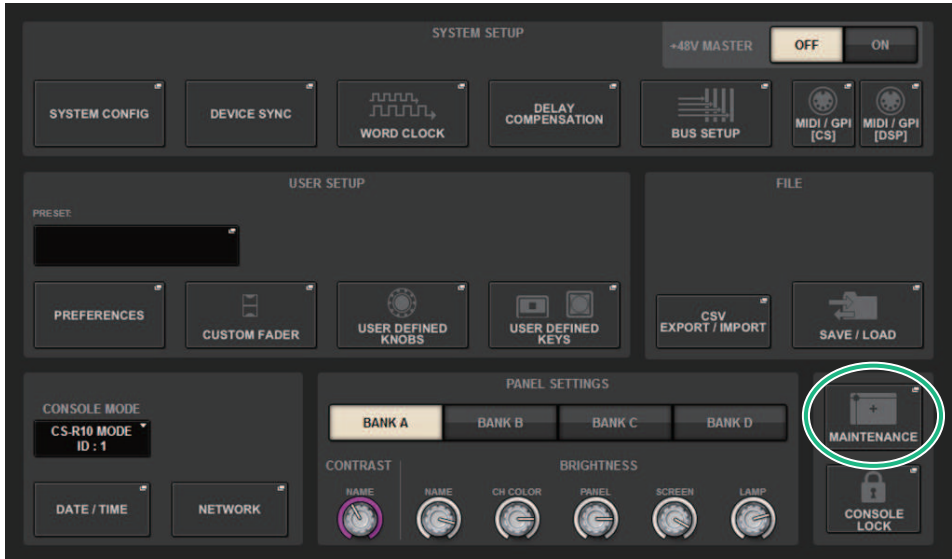 SYSTEM SETUP
+48V MASTER
OFF
ON
SYSTEM CONFIG
DEVICE SYNC
WORD CLOCK
DELAY
COMPENSATION
BUS SETUP
MIDI / GPI
[CS]
MIDI / GPI
[DSP]
USER SETUP
PRESET:
PREFERENCES
CUSTOM FADER
USER DEFINED
KNOBS
USER DEFINED
KEYS
FILE
CSV
EXPORT / IMPORT
SAVE / LOAD
CONSOLE MODE
CS-R10 MODE
ID : 1
DATE / TIME
NETWORK
PANEL SETTINGS
BANK A
BANK B
BANK C
BANK D
CONTRAST
BRIGHTNESS
NAME
NAME
CH COLOR
PANEL
SCREEN
LAMP
MAINTENANCE
CONSOLE
LOCK